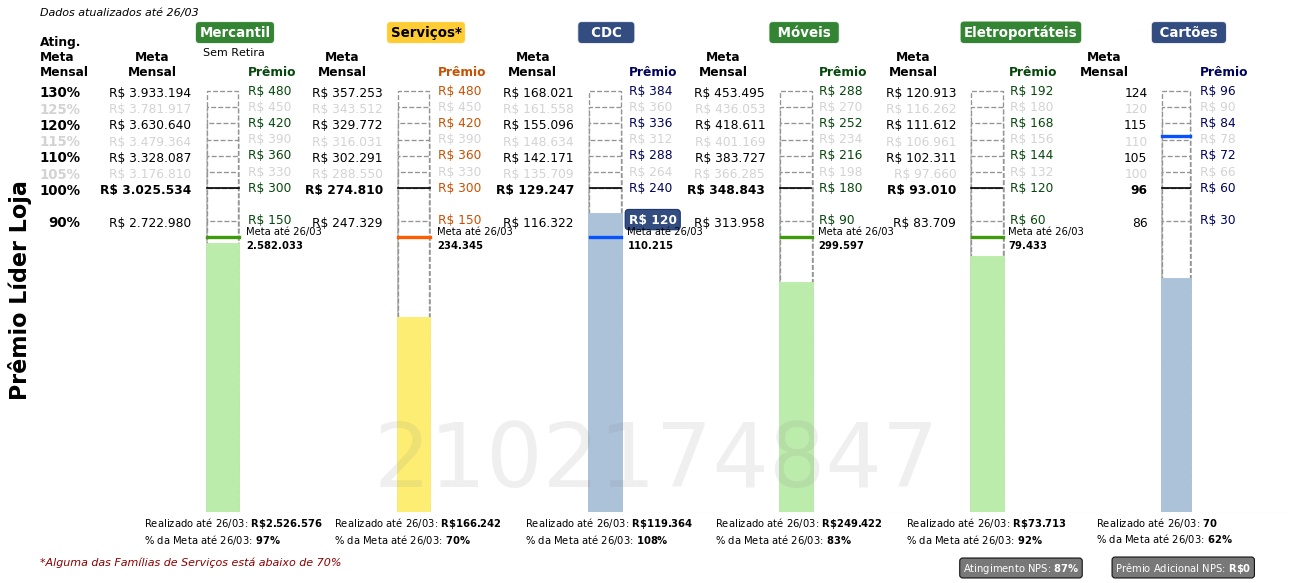 Dados atualizados até 26/03
Mercantil Serviços* CDC Móveis Eletroportáteis Cartões
Sem Retira
Ating. Meta Mensal Meta Mensal Prêmio Meta Mensal Prêmio Meta Mensal Prêmio Meta Mensal Prêmio Meta Mensal Prêmio Meta Mensal Prêmio
130% R$ 3.933.194 R$ 480 R$ 357.253 R$ 480 R$ 168.021 R$ 384 R$ 453.495 R$ 288 R$ 120.913 R$ 192 124 R$ 96
125% R$ 3.781.917 R$ 450 R$ 343.512 R$ 450 R$ 161.558 R$ 360 R$ 436.053 R$ 270 R$ 116.262 R$ 180 120 R$ 90
120% R$ 3.630.640 R$ 420 R$ 329.772 R$ 420 R$ 155.096 R$ 336 R$ 418.611 R$ 252 R$ 111.612 R$ 168 115 R$ 84
115% R$ 3.479.364 R$ 390 R$ 316.031 R$ 390 R$ 148.634 R$ 312 R$ 401.169 R$ 234 R$ 106.961 R$ 156 110 R$ 78
110% R$ 3.328.087 R$ 360 R$ 302.291 R$ 360 R$ 142.171 R$ 288 R$ 383.727 R$ 216 R$ 102.311 R$ 144 105 R$ 72
105% R$ 3.176.810 R$ 330 R$ 288.550 R$ 330 R$ 135.709 R$ 264 R$ 366.285 R$ 198 R$ 97.660 R$ 132 100 R$ 66
100% R$ 3.025.534 R$ 300 R$ 274.810 R$ 300 R$ 129.247 R$ 240 R$ 348.843 R$ 180 R$ 93.010 R$ 120 96 R$ 60
90% R$ 2.722.980 R$ 150 R$ 247.329 R$ 150 R$ 116.322 R$ 120 R$ 313.958 R$ 90 R$ 83.709 R$ 60 86 R$ 30
Meta até 26/03 Meta até 26/03 Meta até 26/03 Meta até 26/03 Meta até 26/03
2.582.033 234.345 110.215 299.597 79.433
Prêmio Líder Loja
2102174847
Realizado até 26/03: R$2.526.576 Realizado até 26/03: R$166.242 Realizado até 26/03: R$119.364 Realizado até 26/03: R$249.422 Realizado até 26/03: R$73.713 Realizado até 26/03: 70
% da Meta até 26/03: 97% % da Meta até 26/03: 70% % da Meta até 26/03: 108% % da Meta até 26/03: 83% % da Meta até 26/03: 92% % da Meta até 26/03: 62%
*Alguma das Famílias de Serviços está abaixo de 70% Atingimento NPS: 87% Prêmio Adicional NPS: R$0